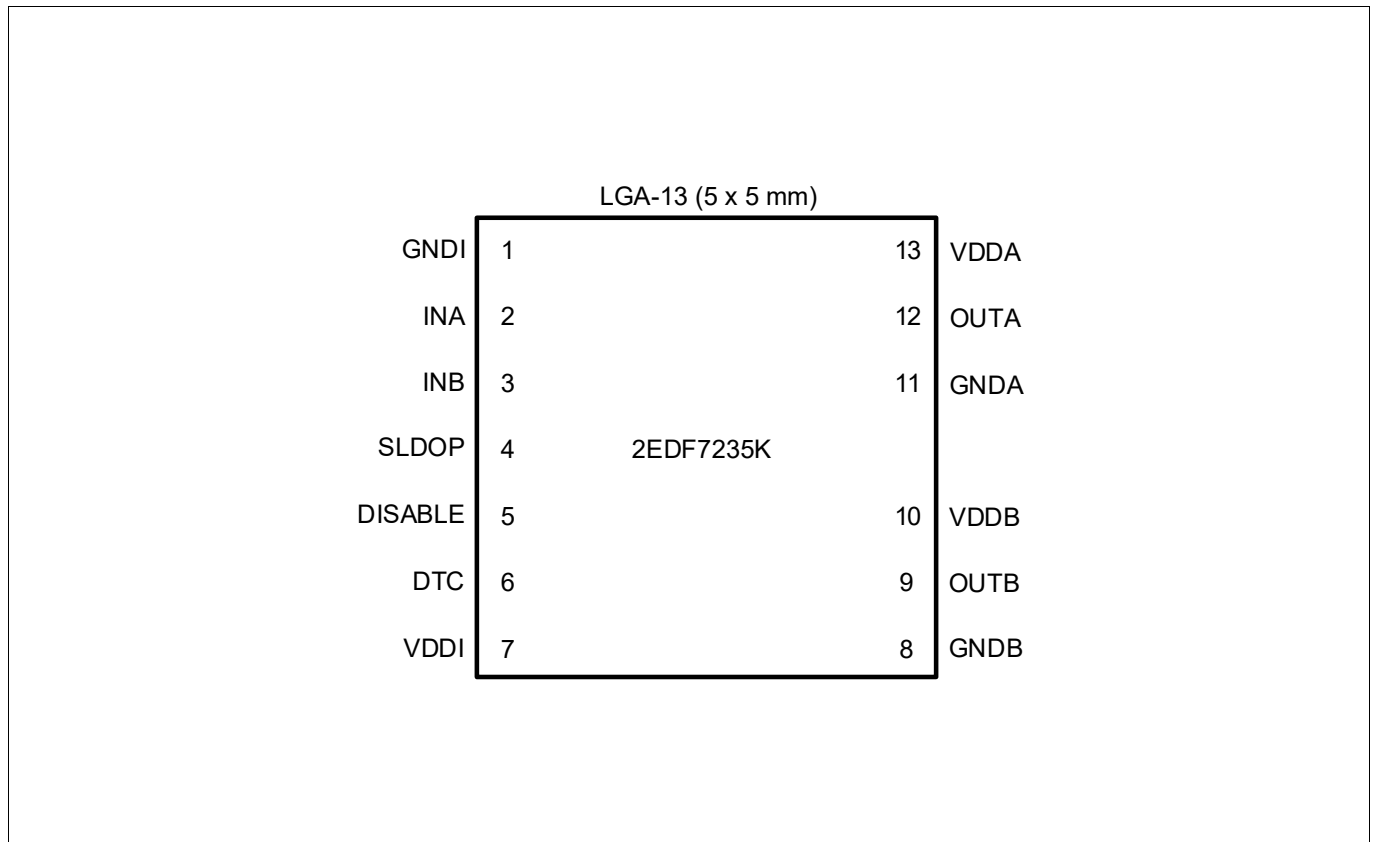 LGA-13 (5 x 5 mm)
GNDI 1 13 VDDA
INA 2 12 OUTA
INB 3 11 GNDA
SLDOP 4 2EDF7235K
DISABLE 5 10 VDDB
DTC 6 9 OUTB
VDDI 7 8 GNDB